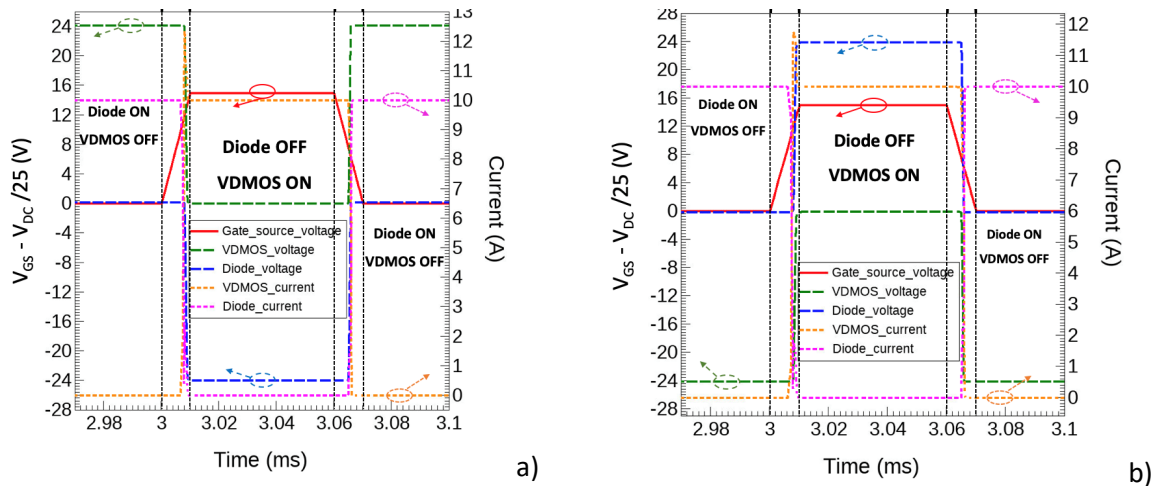 24
20
16
12
8
4
0
-4
-8
-12
-16
-20
-24
-28
V_GS - V_DC /25 (V)
13
12
11
10
9
8
7
6
5
4
3
2
1
0
Current (A)
Diode ON
VDMOS OFF
Diode OFF
VDMOS ON
Diode ON
VDMOS OFF
Gate_source_voltage
VDMOS_voltage
Diode_voltage
VDMOS_current
Diode_current
2.98 3 3.02 3.04 3.06 3.08 3.1
Time (ms)
a)
28
24
20
16
12
8
4
0
-4
-8
-12
-16
-20
-24
-28
V_GS - V_DC /25 (V)
12
11
10
9
8
7
6
5
4
3
2
1
0
Current (A)
Diode ON
VDMOS OFF
Diode OFF
VDMOS ON
Diode ON
VDMOS OFF
Gate_source_voltage
VDMOS_voltage
Diode_voltage
VDMOS_current
Diode_current
2.98 3 3.02 3.04 3.06 3.08 3.1
Time (ms)
b)